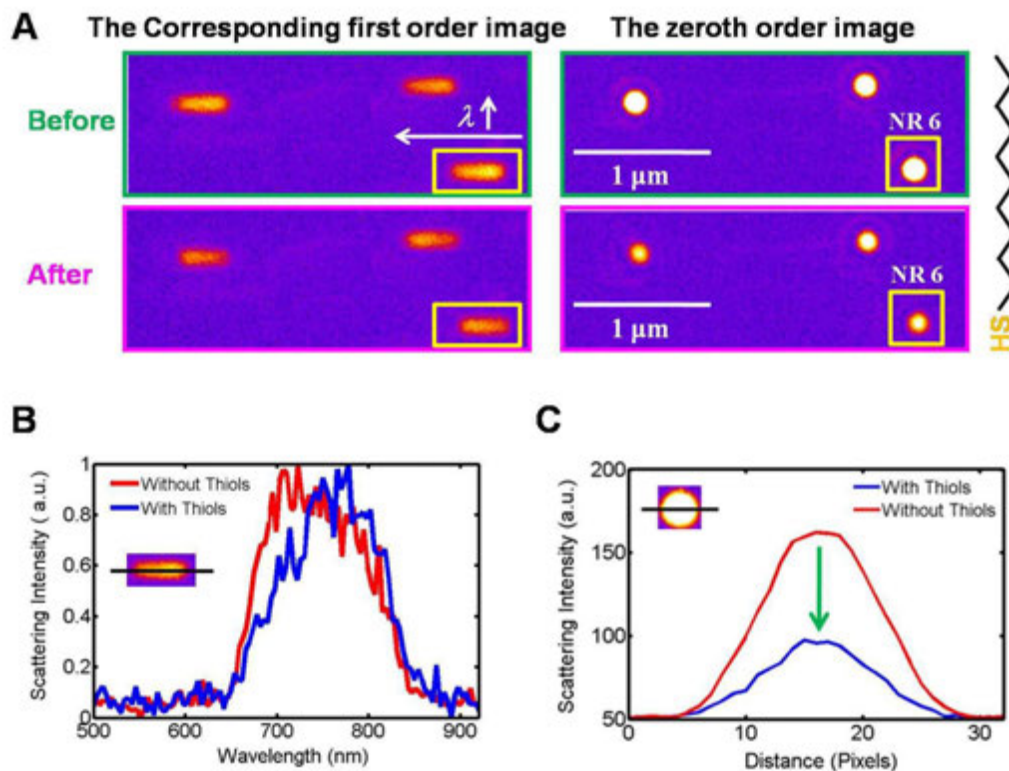 A
The Corresponding first order image
The zeroth order image
Before
λ
NR 6
1 μm
After
NR 6
1 μm
HS
B
C
Scattering Intensity ( a.u.)
1
0.8
0.6
0.4
0.2
0
Without Thiols
With Thiols
500 600 700 800 900
Wavelength (nm)
Scattering Intensity (a.u.)
200
150
100
50
With Thiols
Without Thiols
0 10 20 30
Distance (Pixels)